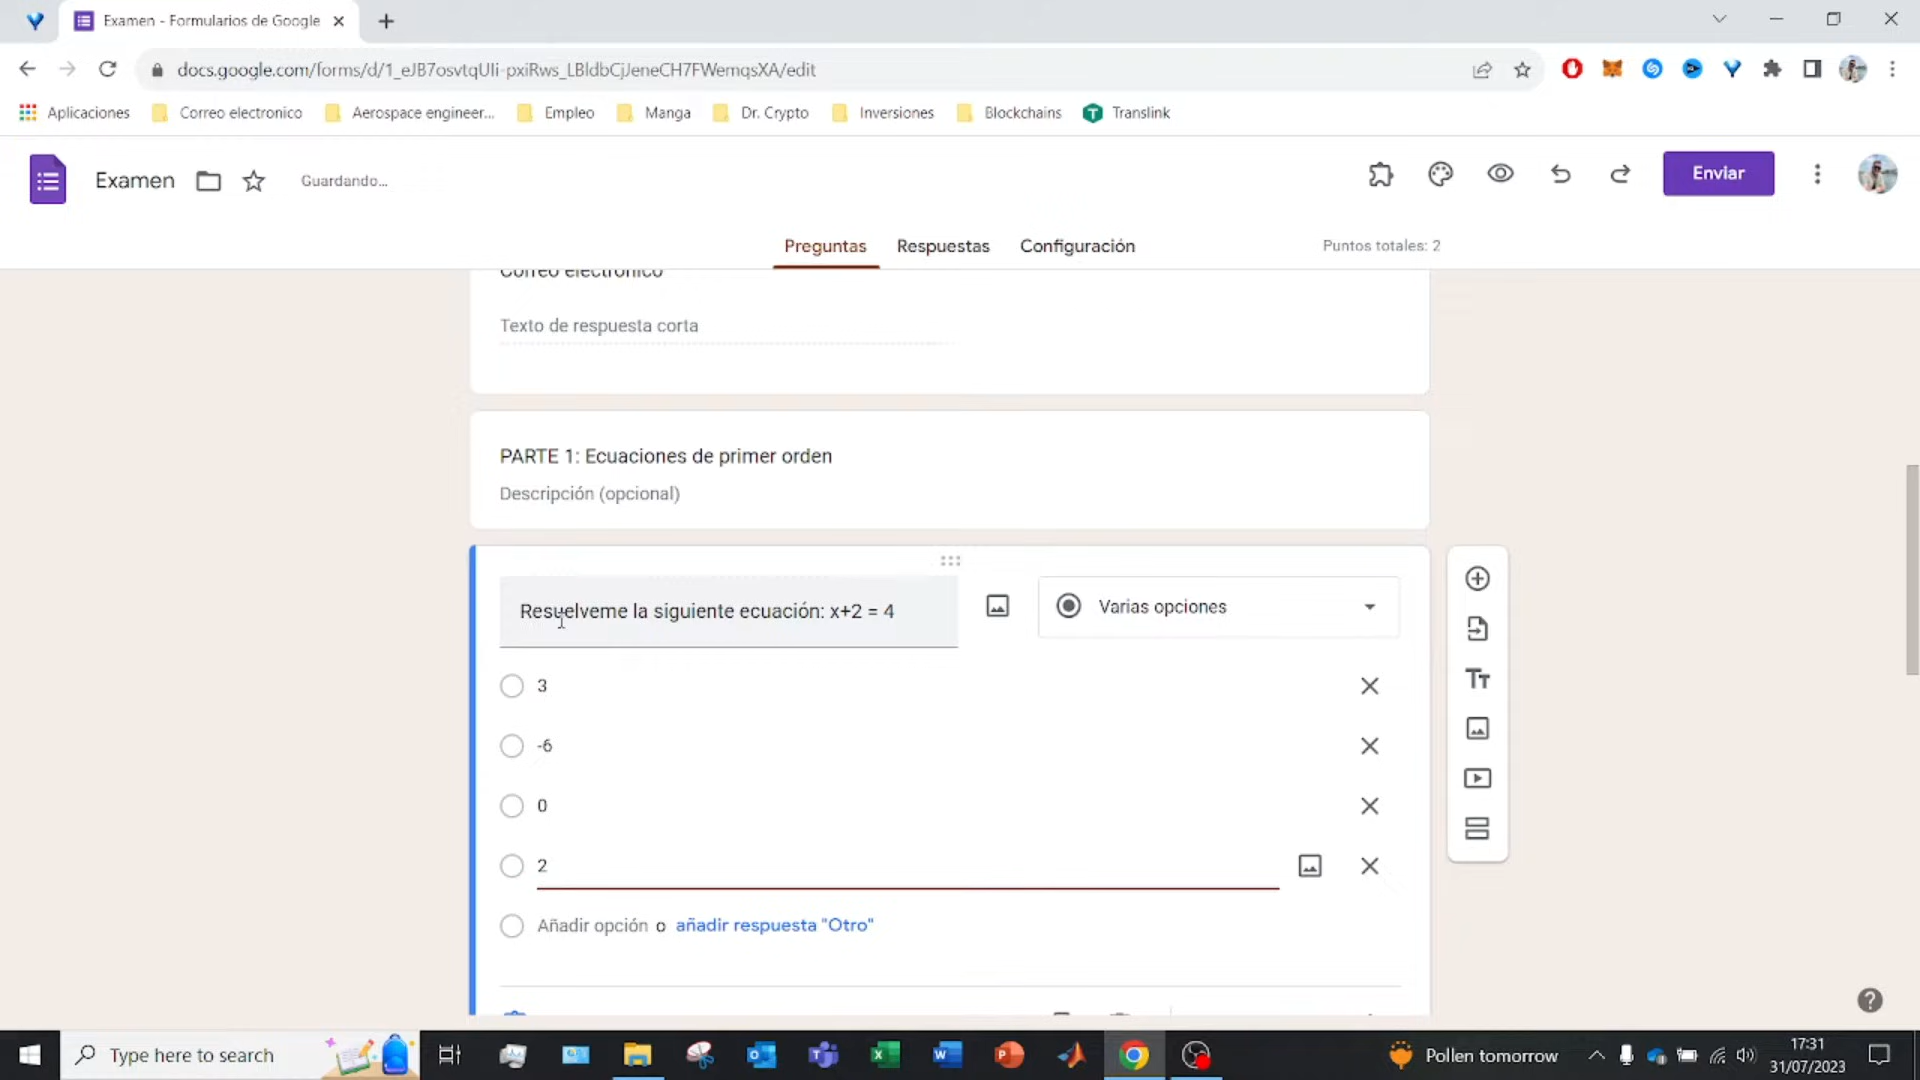 Examen - Formularios de Google
docs.google.com/forms/d/1_eJB7osvtqUIi-pxiRws_LBldbCjJeneCH7FWemqsXA/edit
Aplicaciones
Correo electronico
Aerospace engineer...
Empleo
Manga
Dr. Crypto
Inversiones
Blockchains
Translink
Examen
Guardando...
Enviar
Preguntas
Respuestas
Configuración
Puntos totales: 2
Correo electrónico
Texto de respuesta corta
PARTE 1: Ecuaciones de primer orden
Descripción (opcional)
Resuelveme la siguiente ecuación: x+2 = 4
Varias opciones
3
-6
0
2
Añadir opción o añadir respuesta "Otro"
Type here to search
Pollen tomorrow
17:31
31/07/2023